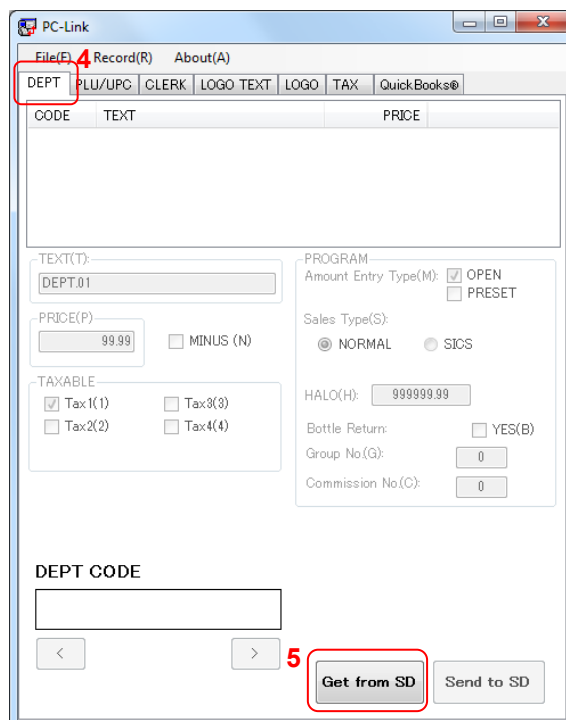 PC-Link
File(F) 4 Record(R) About(A)
DEPT PLU/UPC CLERK LOGO TEXT LOGO TAX QuickBooks®
CODE TEXT PRICE
TEXT(T):
DEPT.01
PRICE(P)
99.99 MINUS (N)
TAXABLE
Tax1(1) Tax3(3)
Tax2(2) Tax4(4)
PROGRAM
Amount Entry Type(M): OPEN
PRESET
Sales Type(S):
NORMAL SICS
HALO(H): 999999.99
Bottle Return: YES(B)
Group No.(G): 0
Commission No.(C): 0
DEPT CODE
< >
5
Get from SD Send to SD